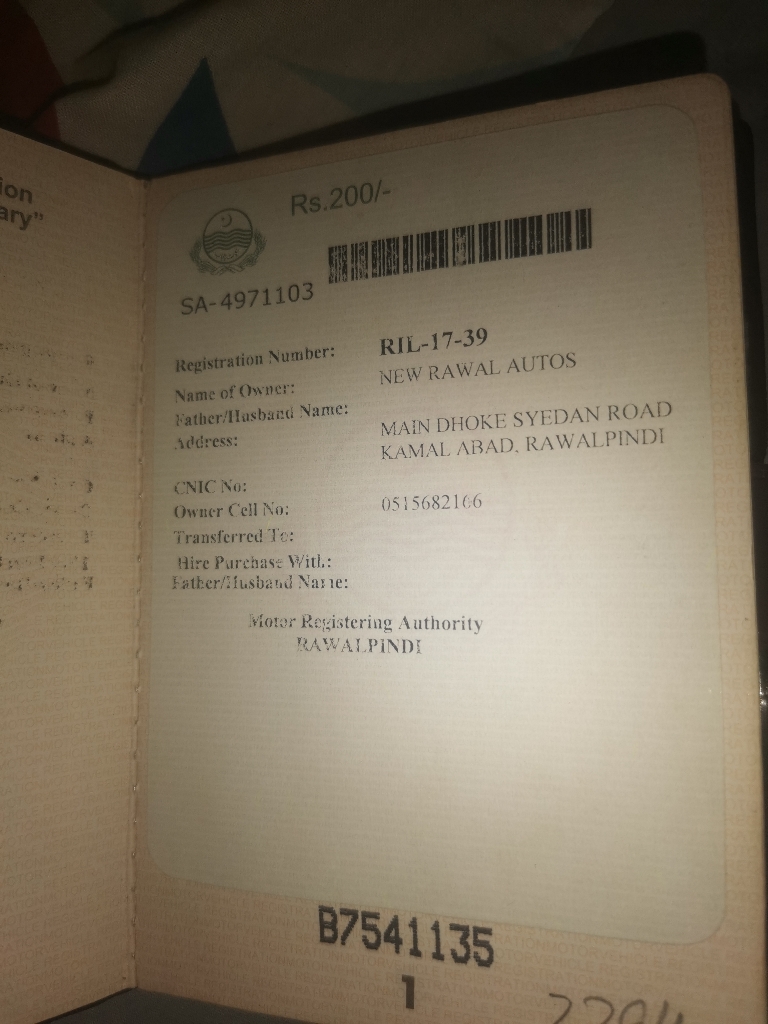 ion
ary"
Rs.200/-
SA-4971103
Registration Number: RIL-17-39
Name of Owner: NEW RAWAL AUTOS
Father/Husband Name:
Address: MAIN DHOKE SYEDAN ROAD
KAMAL ABAD, RAWALPINDI
CNIC No:
Owner Cell No: 0515682166
Transferred To:
Hire Purchase With:
Father/Husband Name:
Motor Registering Authority
RAWALPINDI
B7541135
1